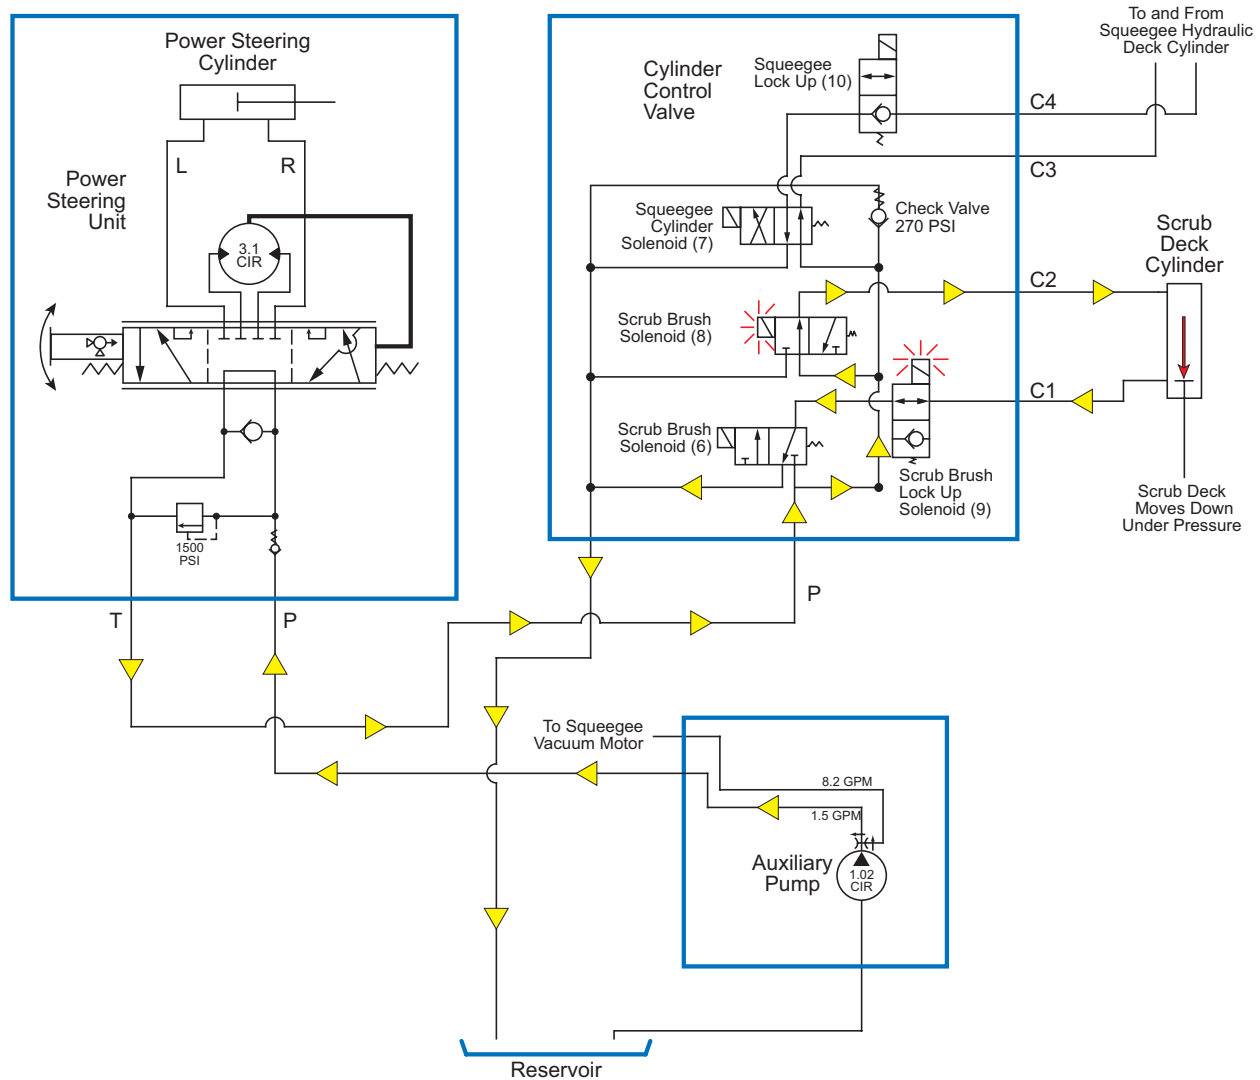 Power Steering
Cylinder
L
R
Power
Steering
Unit
3.1
CIR
1500
PSI
T
P
Cylinder
Control
Valve
Squeegee
Lock Up (10)
To and From
Squeegee Hydraulic
Deck Cylinder
C4
C3
Squeegee
Cylinder
Solenoid (7)
Check Valve
270 PSI
Scrub
Deck
Cylinder
C2
Scrub Brush
Solenoid (8)
C1
Scrub Brush
Solenoid (6)
Scrub Brush
Lock Up
Solenoid (9)
Scrub Deck
Moves Down
Under Pressure
P
To Squeegee
Vacuum Motor
8.2 GPM
1.5 GPM
Auxiliary
Pump
1.02
CIR
Reservoir